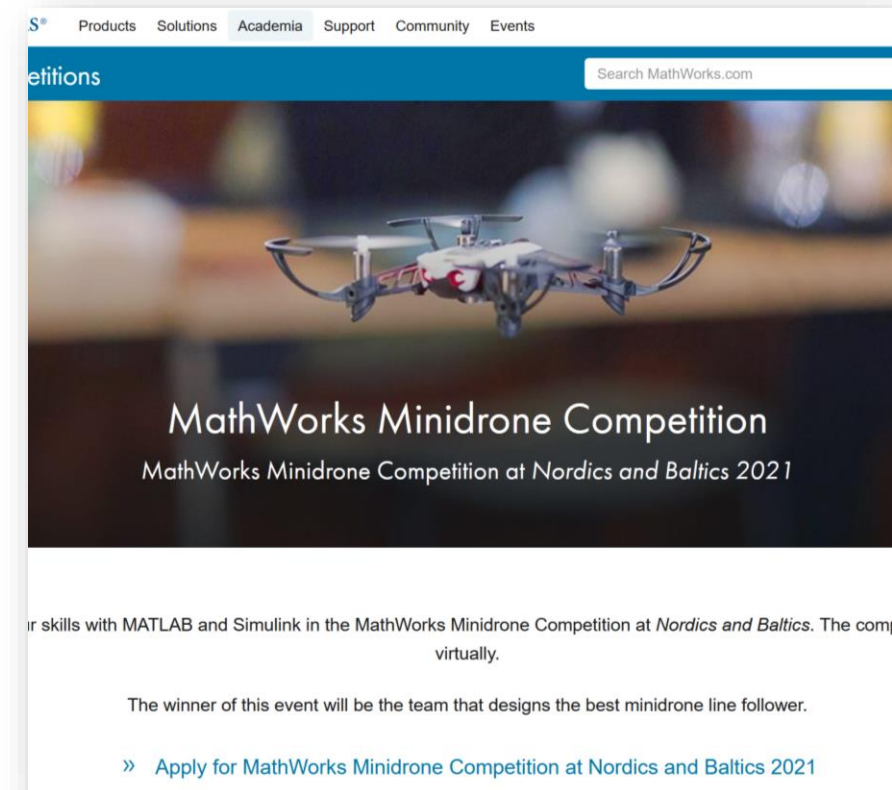 S® Products Solutions Academia Support Community Events
etitions
Search MathWorks.com
MathWorks Minidrone Competition
MathWorks Minidrone Competition at Nordics and Baltics 2021
r skills with MATLAB and Simulink in the MathWorks Minidrone Competition at Nordics and Baltics. The comp
virtually.
The winner of this event will be the team that designs the best minidrone line follower.
» Apply for MathWorks Minidrone Competition at Nordics and Baltics 2021